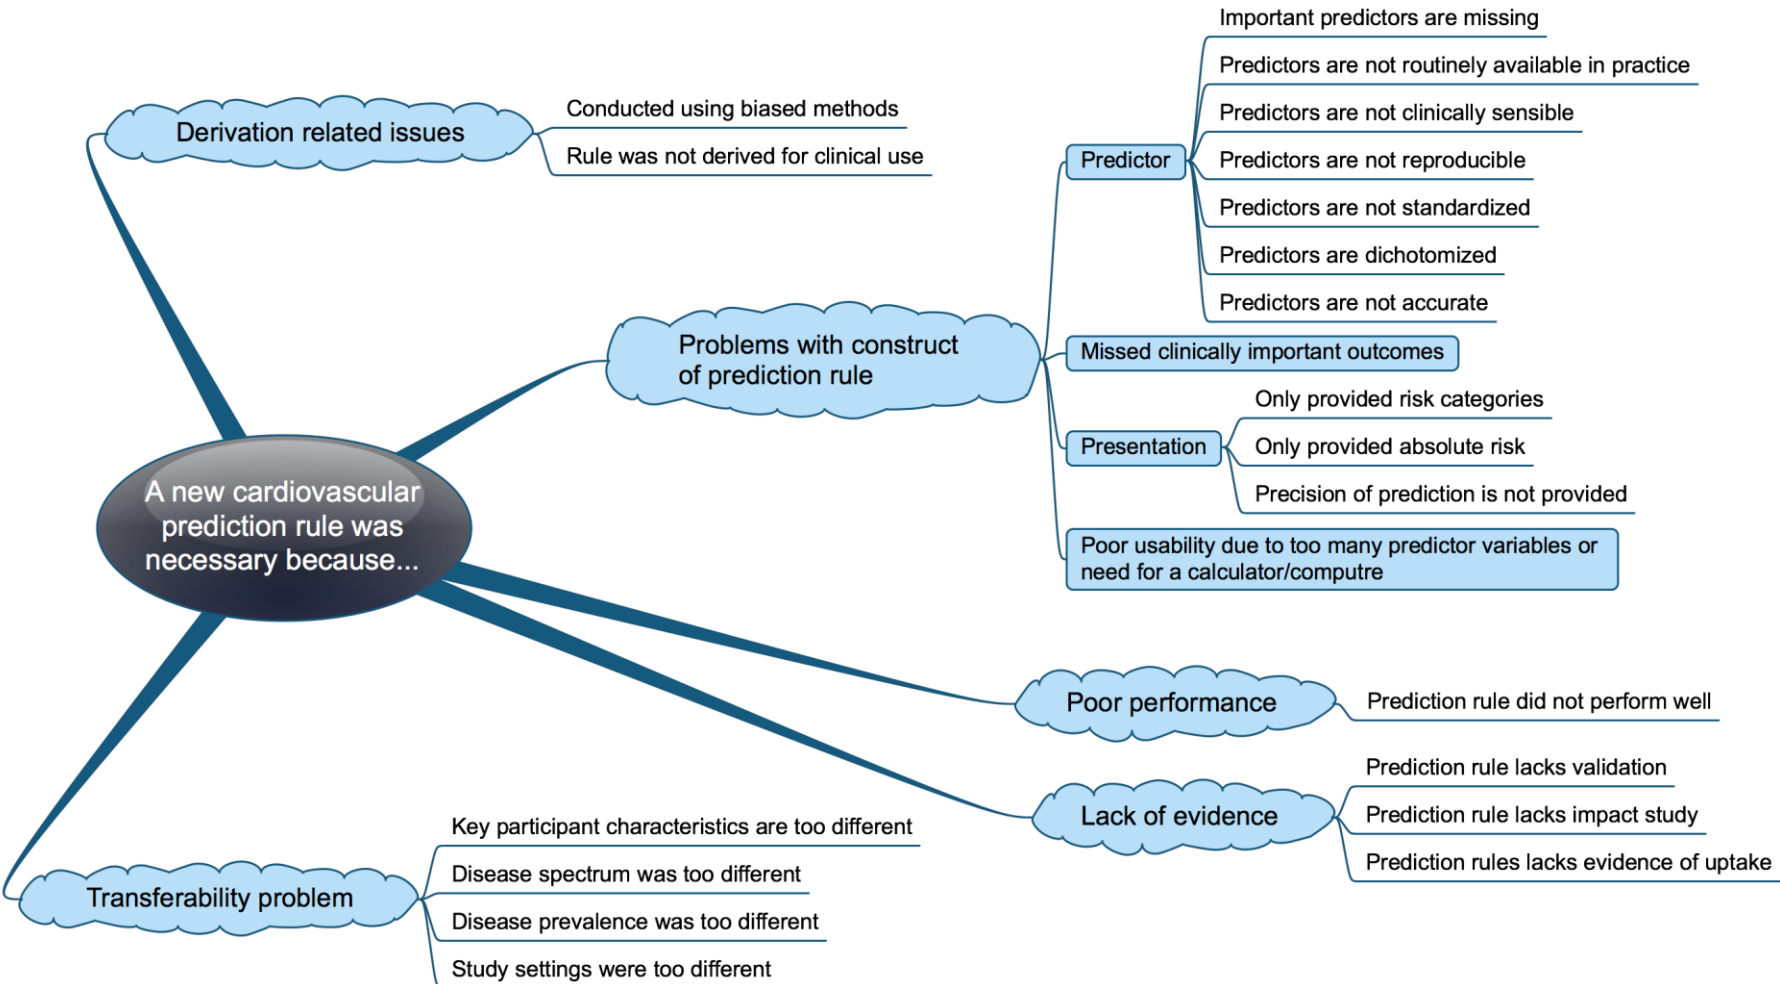 A new cardiovascular
prediction rule was
necessary because...
Derivation related issues
Conducted using biased methods
Rule was not derived for clinical use
Problems with construct
of prediction rule
Predictor
Important predictors are missing
Predictors are not routinely available in practice
Predictors are not clinically sensible
Predictors are not reproducible
Predictors are not standardized
Predictors are dichotomized
Predictors are not accurate
Missed clinically important outcomes
Presentation
Only provided risk categories
Only provided absolute risk
Precision of prediction is not provided
Poor usability due to too many predictor variables or
need for a calculator/computre
Poor performance
Prediction rule did not perform well
Lack of evidence
Prediction rule lacks validation
Prediction rule lacks impact study
Prediction rules lacks evidence of uptake
Transferability problem
Key participant characteristics are too different
Disease spectrum was too different
Disease prevalence was too different
Study settings were too different